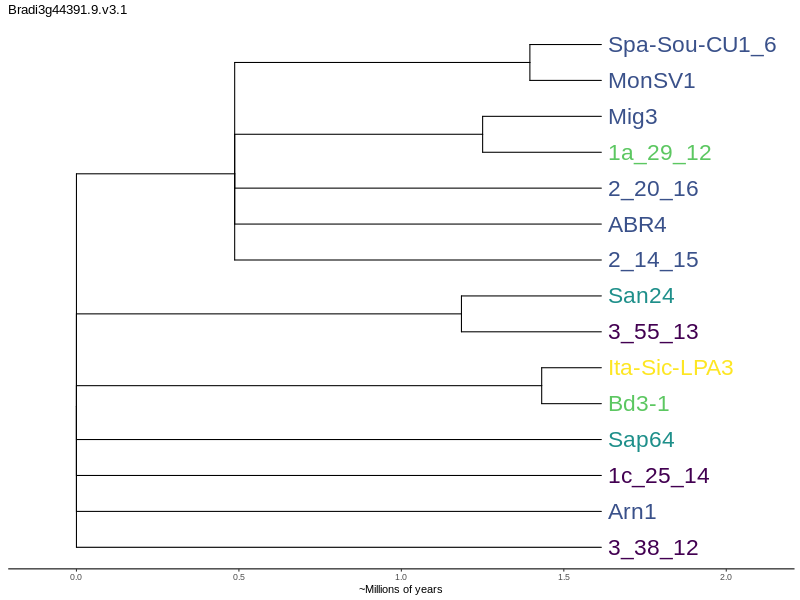 Bradi3g44391.9.v3.1
Spa-Sou-CU1_6
MonSV1
Mig3
1a_29_12
2_20_16
ABR4
2_14_15
San24
3_55_13
Ita-Sic-LPA3
Bd3-1
Sap64
1c_25_14
Arn1
3_38_12
0.0 0.5 1.0 1.5 2.0
~Millions of years